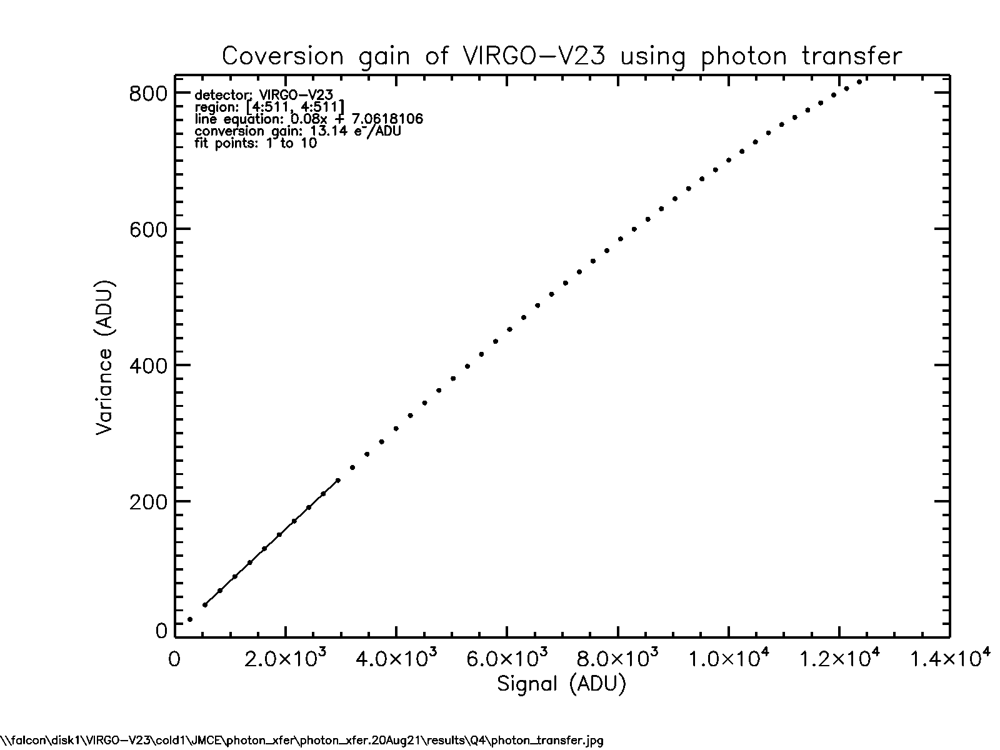 Coversion gain of VIRGO-V23 using photon transfer
detector: VIRGO-V23
region: [4:511, 4:511]
line equation: 0.08x + 7.0618106
conversion gain: 13.14 e⁻/ADU
fit points: 1 to 10
800
600
400
200
0
Variance (ADU)
0 2.0×10³ 4.0×10³ 6.0×10³ 8.0×10³ 1.0×10⁴ 1.2×10⁴ 1.4×10⁴
Signal (ADU)
\\falcon\disk1\VIRGO-V23\cold1\JMCE\photon_xfer\photon_xfer.20Aug21\results\Q4\photon_transfer.jpg